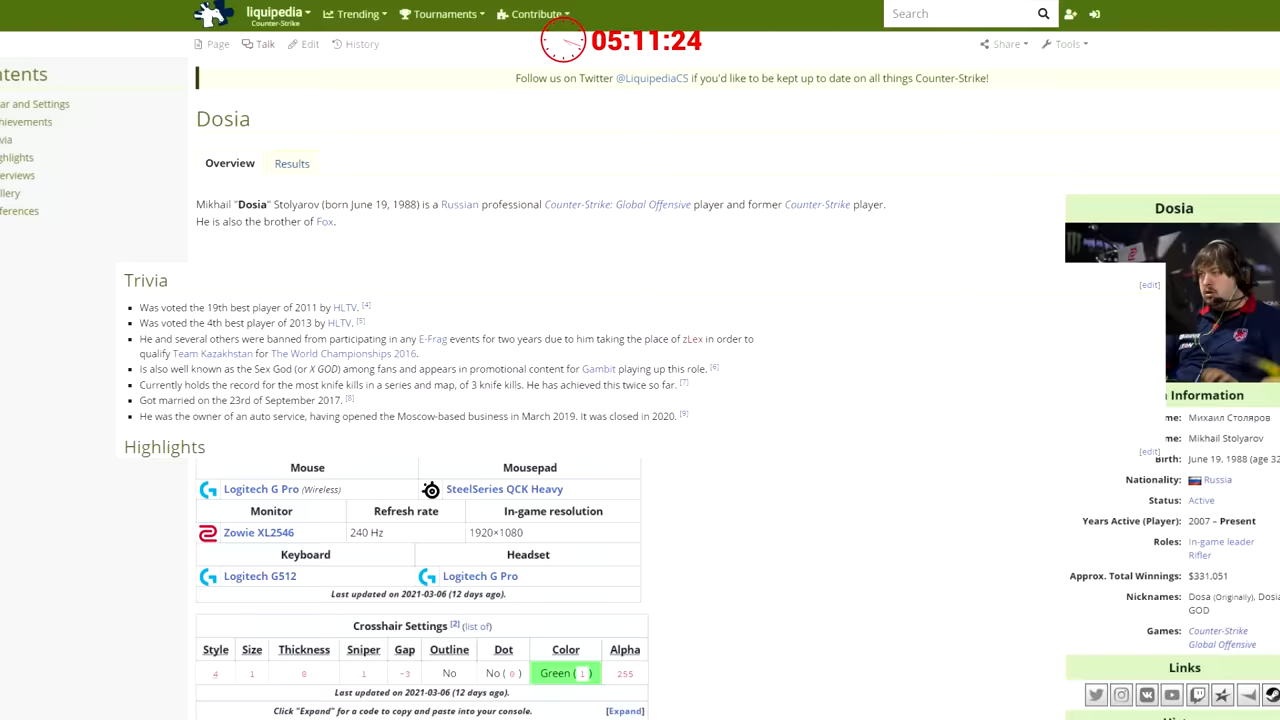 liquipedia
Counter-Strike
Trending
Tournaments
Contribute
Search
Page
Talk
Edit
History
05:11:24
Share
Tools
ntents
Follow us on Twitter @LiquipediaCS if you'd like to be kept up to date on all things Counter-Strike!
ar and Settings
hievements
via
ghlights
erviews
llery
ferences
Dosia
Overview
Results
Mikhail "Dosia" Stolyarov (born June 19, 1988) is a Russian professional Counter-Strike: Global Offensive player and former Counter-Strike player.
He is also the brother of Fox.
Trivia
[edit]
Was voted the 19th best player of 2011 by HLTV. [4]
Was voted the 4th best player of 2013 by HLTV. [5]
He and several others were banned from participating in any E-Frag events for two years due to him taking the place of zLex in order to
qualify Team Kazakhstan for The World Championships 2016.
Is also well known as the Sex God (or X GOD) among fans and appears in promotional content for Gambit playing up this role. [6]
Currently holds the record for the most knife kills in a series and map, of 3 knife kills. He has achieved this twice so far. [7]
Got married on the 23rd of September 2017. [8]
He was the owner of an auto service, having opened the Moscow-based business in March 2019. It was closed in 2020. [9]
Highlights
[edit]
Mouse Mousepad
Logitech G Pro (Wireless) SteelSeries QCK Heavy
Monitor Refresh rate In-game resolution
Zowie XL2546 240 Hz 1920×1080
Keyboard Headset
Logitech G512 Logitech G Pro
Last updated on 2021-03-06 (12 days ago).
Crosshair Settings [2] (list of)
Style Size Thickness Sniper Gap Outline Dot Color Alpha
4 1 0 1 -3 No No ( 0 ) Green ( 1 ) 255
Last updated on 2021-03-06 (12 days ago).
Click "Expand" for a code to copy and paste into your console. [Expand]
Dosia
Information
me: Михаил Столяров
me: Mikhail Stolyarov
Birth: June 19, 1988 (age 32
Nationality: Russia
Status: Active
Years Active (Player): 2007 – Present
Roles: In-game leader
Rifler
Approx. Total Winnings: $331,051
Nicknames: Dosa (Originally), Dosia
GOD
Games: Counter-Strike
Global Offensive
Links